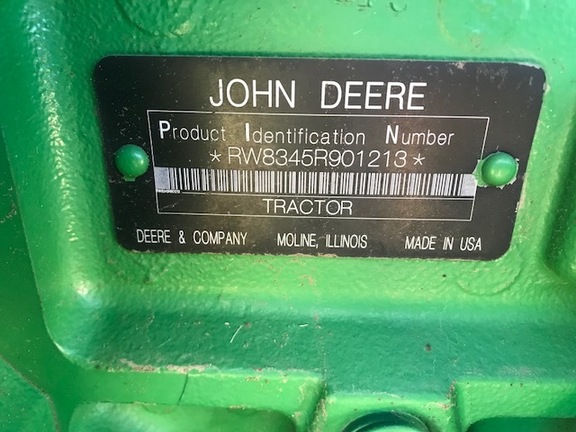 JOHN DEERE
Product Identification Number
*RW8345R901213*
TRACTOR
DEERE & COMPANY MOLINE, ILLINOIS MADE IN USA